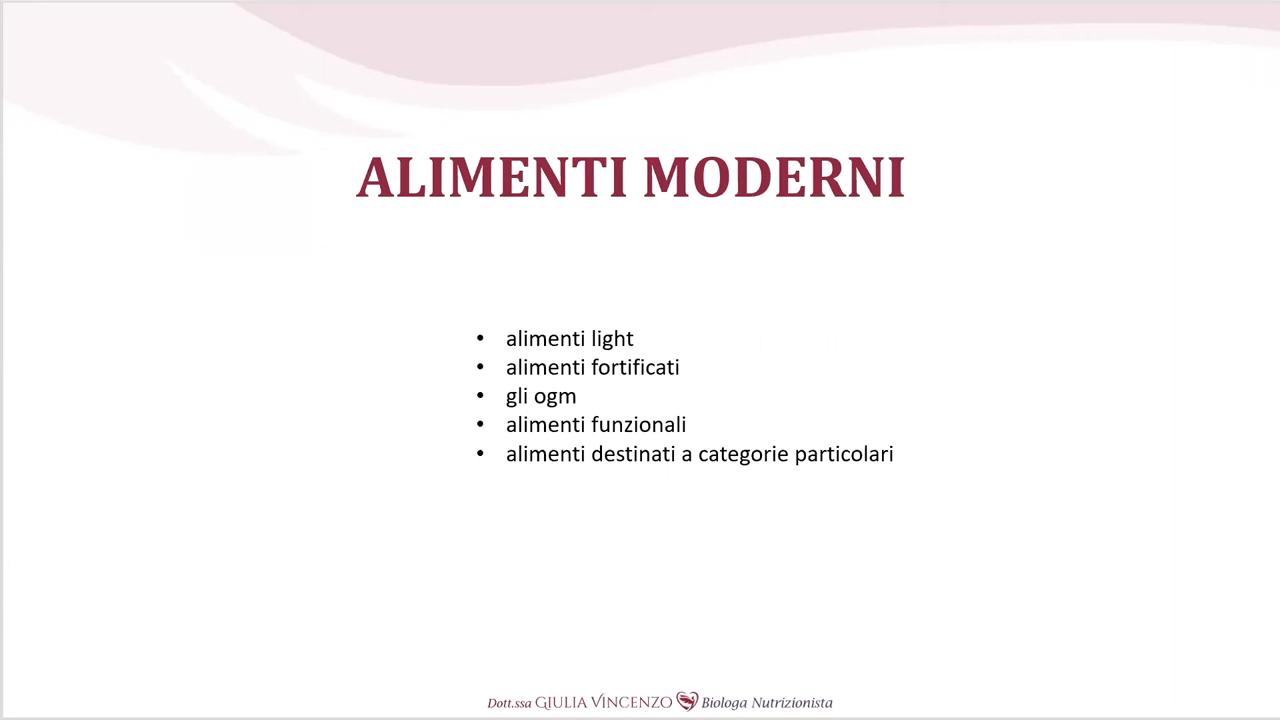 ALIMENTI MODERNI
• alimenti light
• alimenti fortificati
• gli ogm
• alimenti funzionali
• alimenti destinati a categorie particolari
Dott.ssa GIULIA VINCENZO Biologa Nutrizionista